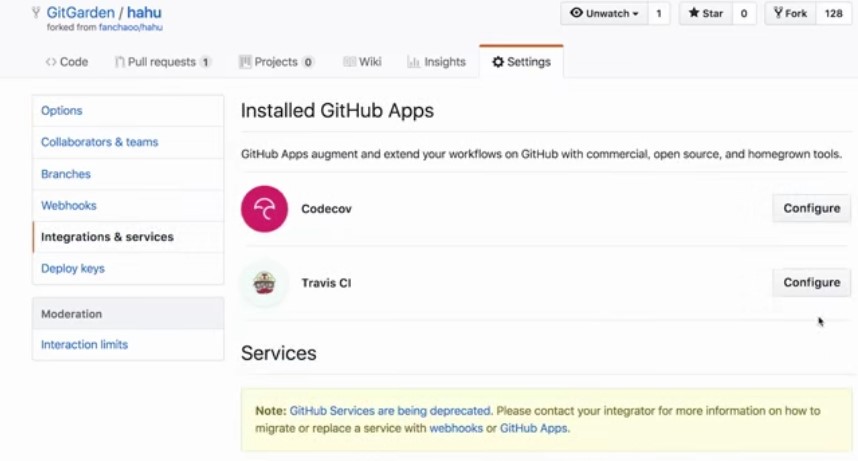 GitGarden / hahu
forked from fanchaoo/hahu
Unwatch 1 Star 0 Fork 128
Code Pull requests 1 Projects 0 Wiki Insights Settings
Options
Collaborators & teams
Branches
Webhooks
Integrations & services
Deploy keys
Moderation
Interaction limits
Installed GitHub Apps
GitHub Apps augment and extend your workflows on GitHub with commercial, open source, and homegrown tools.
Codecov Configure
Travis CI Configure
Services
Note: GitHub Services are being deprecated. Please contact your integrator for more information on how to
migrate or replace a service with webhooks or GitHub Apps.